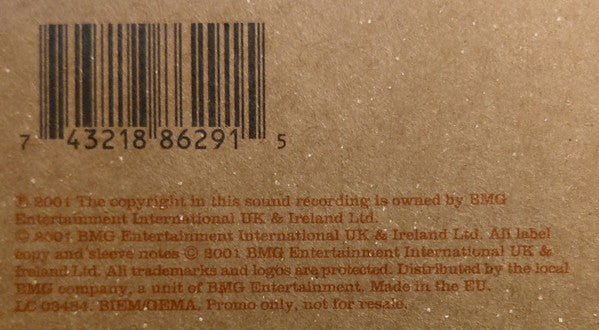 7 43218 86291 5
℗ 2001 The copyright in this sound recording is owned by BMG
Entertainment International UK & Ireland Ltd.
© 2001 BMG Entertainment International UK & Ireland Ltd. All label
copy and sleeve notes © 2001 BMG Entertainment International UK &
Ireland Ltd. All trademarks and logos are protected. Distributed by the local
BMG company, a unit of BMG Entertainment. Made in the EU.
LC 03484. BIEM/GEMA. Promo only, not for resale.